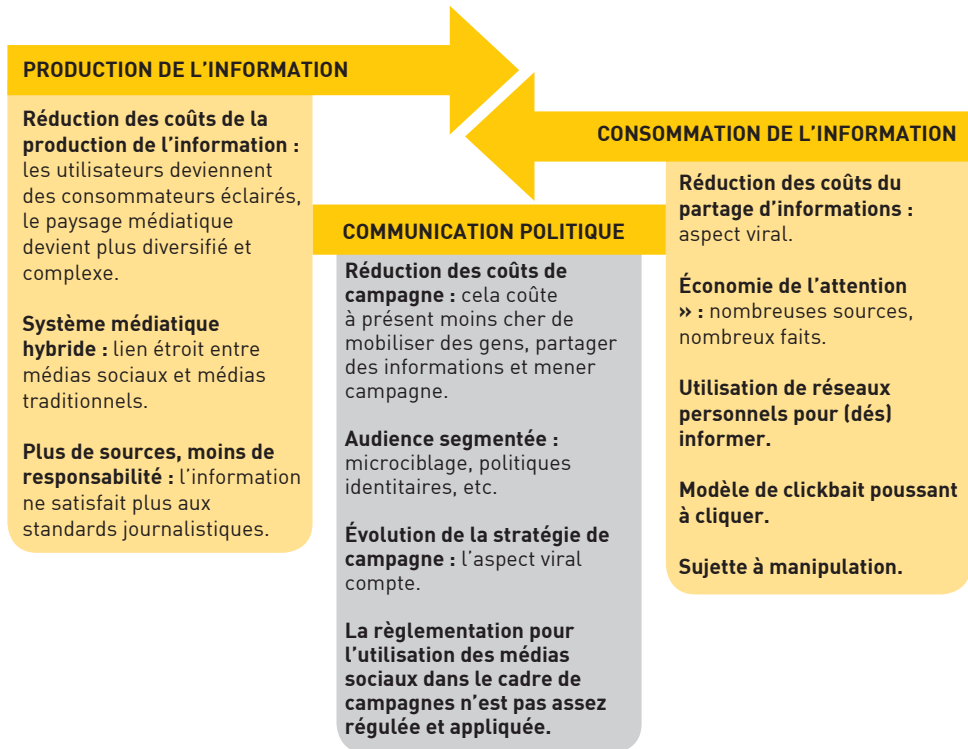 PRODUCTION DE L'INFORMATION
Réduction des coûts de la
production de l'information :
les utilisateurs deviennent
des consommateurs éclairés,
le paysage médiatique
devient plus diversifié et
complexe.
Système médiatique
hybride : lien étroit entre
médias sociaux et médias
traditionnels.
Plus de sources, moins de
responsabilité : l'information
ne satisfait plus aux
standards journalistiques.
COMMUNICATION POLITIQUE
Réduction des coûts de
campagne : cela coûte
à présent moins cher de
mobiliser des gens, partager
des informations et mener
campagne.
Audience segmentée :
microciblage, politiques
identitaires, etc.
Évolution de la stratégie de
campagne : l'aspect viral
compte.
La règlementation pour
l'utilisation des médias
sociaux dans le cadre de
campagnes n'est pas assez
régulée et appliquée.
CONSOMMATION DE L'INFORMATION
Réduction des coûts du
partage d'informations :
aspect viral.
Économie de l'attention
» : nombreuses sources,
nombreux faits.
Utilisation de réseaux
personnels pour (dés)
informer.
Modèle de clickbait poussant
à cliquer.
Sujette à manipulation.